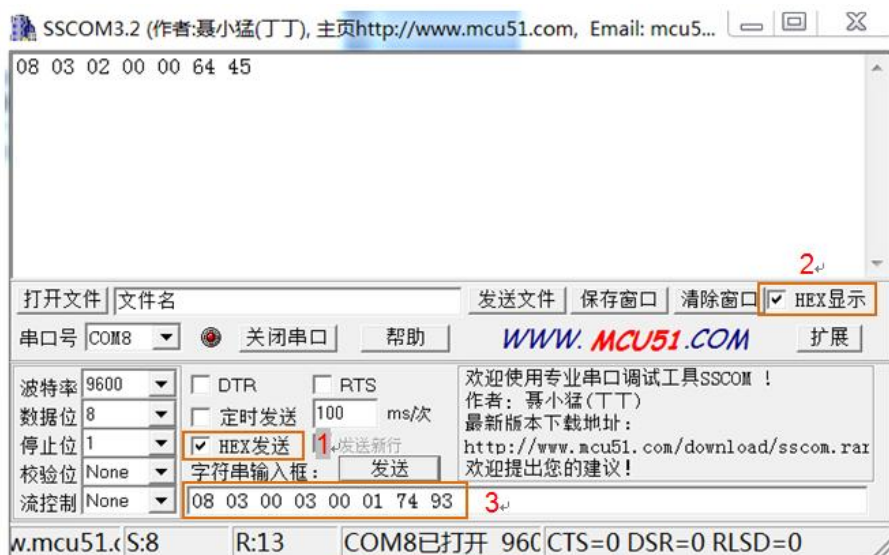 SSCOM3.2 (作者:聂小猛(丁丁), 主页http://www.mcu51.com, Email: mcu5...
08 03 02 00 00 64 45
2
打开文件 文件名 发送文件 保存窗口 清除窗口 HEX显示
串口号 COM8 关闭串口 帮助 WWW. MCU51.COM 扩展
波特率 9600 DTR RTS
数据位 8 定时发送 100 ms/次
停止位 1 HEX发送 1 发送新行
校验位 None 字符串输入框: 发送
流控制 None 08 03 00 03 00 01 74 93 3
欢迎使用专业串口调试工具SSCOM !
作者: 聂小猛(丁丁)
最新版本下载地址:
http://www.mcu51.com/download/sscom.rar
欢迎提出您的建议!
w.mcu51.c S:8 R:13 COM8已打开 960 CTS=0 DSR=0 RLSD=0